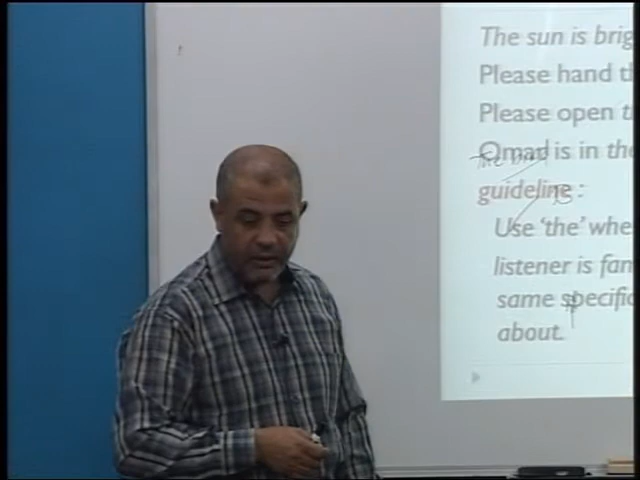 The sun is brig
Please hand th
Please open t
Omad is in the
guideline :
Use 'the' whe
listener is fam
same specific
about.